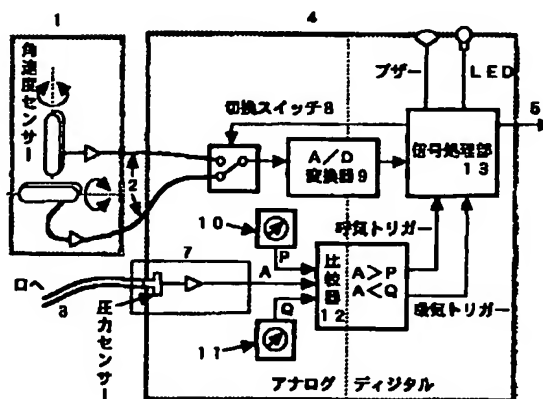 1
4
角速度センサー
ブザー
LED
切換スイッチ8
5
2
A/D
変換器9
信号処理部
13
10
P
呼気トリガー
7
A
比較器
12
A>P
A<Q
口へ
3
圧力センサー
Q
11
吸気トリガー
アナログ
ディジタル